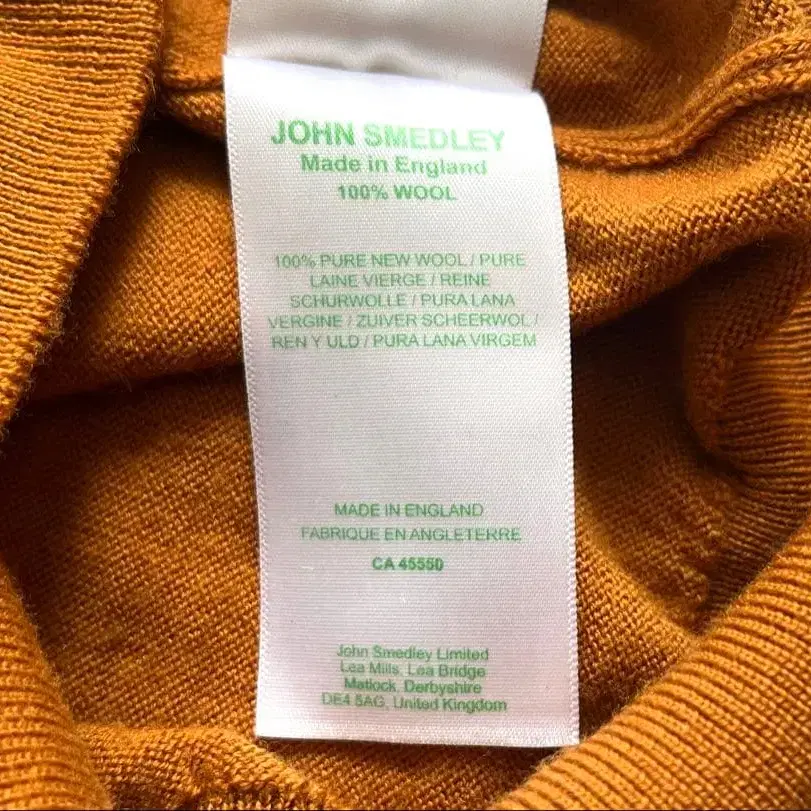 JOHN SMEDLEY
Made in England
100% WOOL
100% PURE NEW WOOL / PURE
LAINE VIERGE / REINE
SCHURWOLLE / PURA LANA
VERGINE / ZUIVER SCHEERWOL /
REN Y ULD / PURA LANA VIRGEM
MADE IN ENGLAND
FABRIQUE EN ANGLETERRE
CA 45550
John Smedley Limited
Lea Mills, Lea Bridge
Matlock, Derbyshire
DE4 5AG, United Kingdom